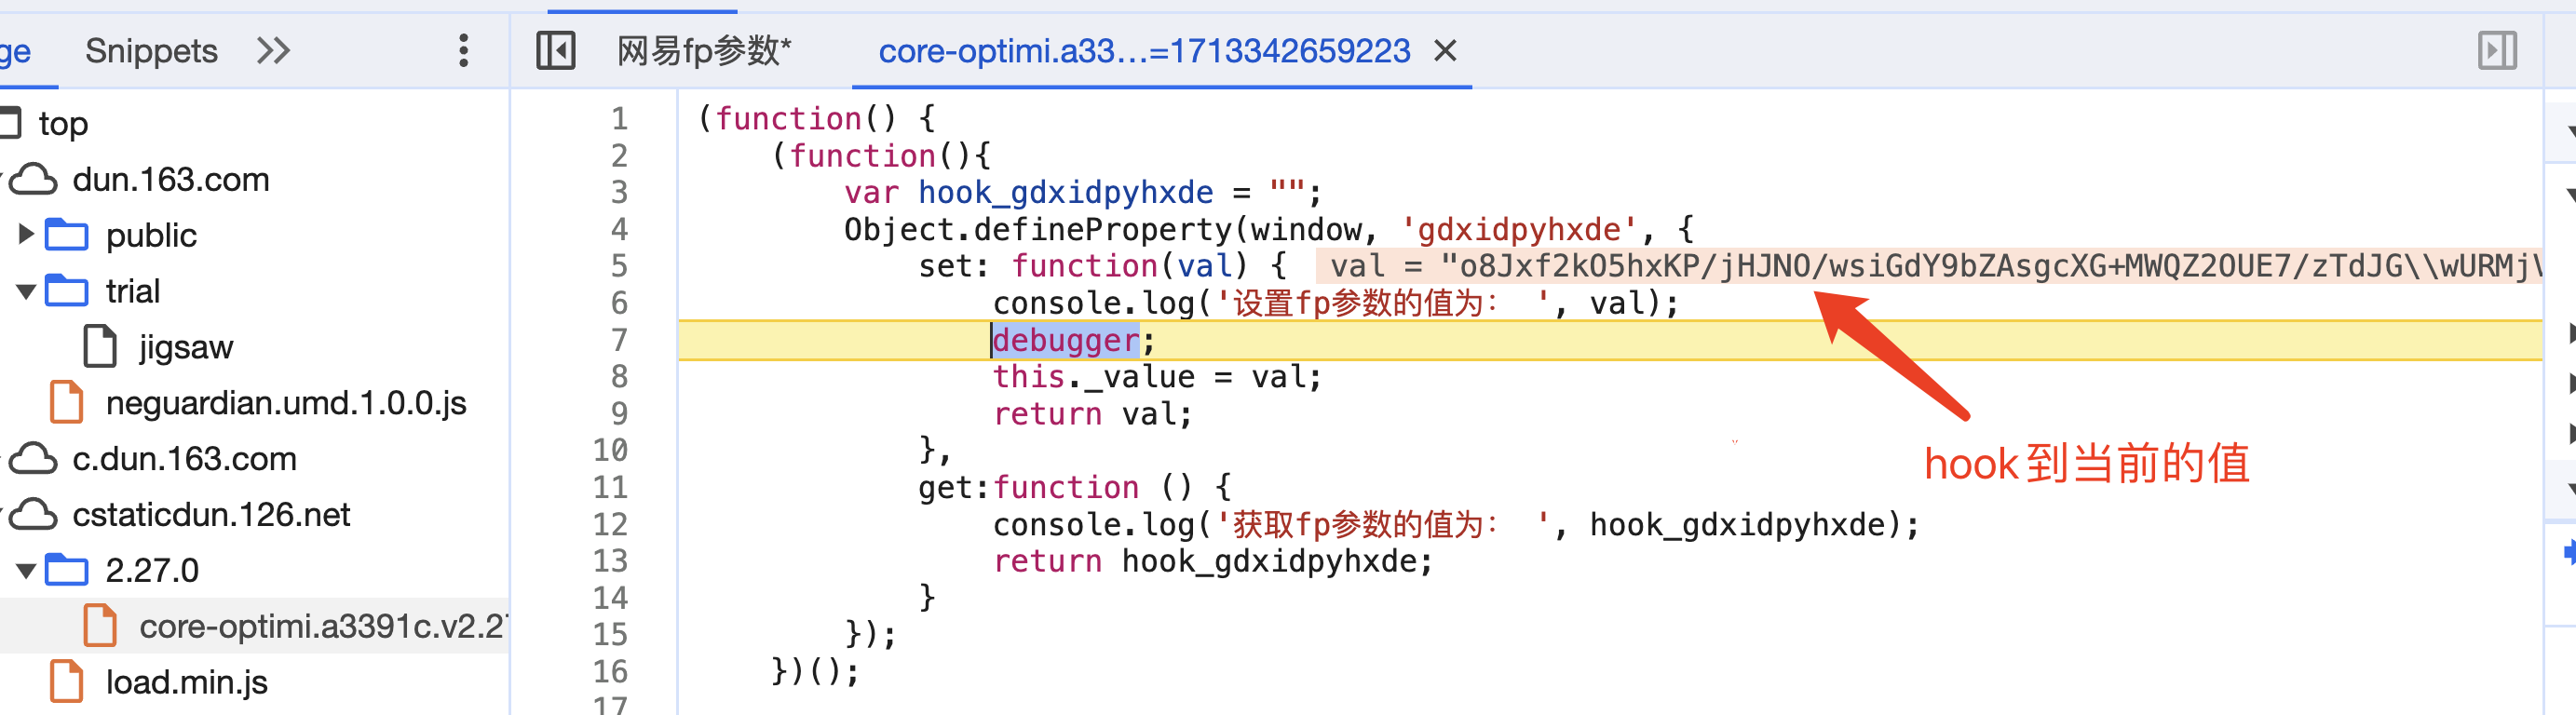 ge Snippets
网易fp参数* core-optimi.a33...=1713342659223
top
dun.163.com
public
trial
jigsaw
neguardian.umd.1.0.0.js
c.dun.163.com
cstaticdun.126.net
2.27.0
core-optimi.a3391c.v2.2
load.min.js
1 (function() {
2 (function(){
3 var hook_gdxidpyhxde = "";
4 Object.defineProperty(window, 'gdxidpyhxde', {
5 set: function(val) { val = "o8Jxf2kO5hxKP/jHJNO/wsiGdY9bZAsgcXG+MWQZ2OUE7/zTdJG\\wURMj
6 console.log('设置fp参数的值为： ', val);
7 debugger;
8 this._value = val;
9 return val;
10 },
11 get:function () {
12 console.log('获取fp参数的值为： ', hook_gdxidpyhxde);
13 return hook_gdxidpyhxde;
14 }
15 });
16 })();
17
hook到当前的值